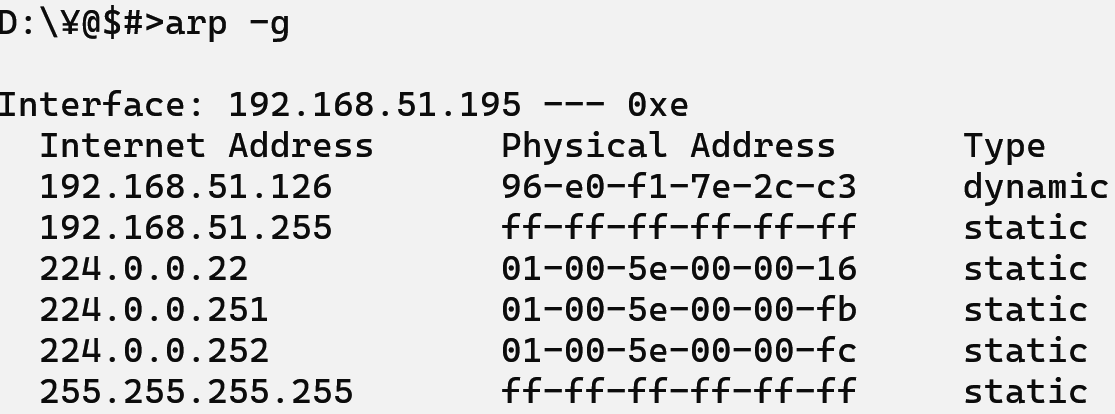 D:\¥@$#>arp -g
Interface: 192.168.51.195 --- 0xe
Internet Address Physical Address Type
192.168.51.126 96-e0-f1-7e-2c-c3 dynamic
192.168.51.255 ff-ff-ff-ff-ff-ff static
224.0.0.22 01-00-5e-00-00-16 static
224.0.0.251 01-00-5e-00-00-fb static
224.0.0.252 01-00-5e-00-00-fc static
255.255.255.255 ff-ff-ff-ff-ff-ff static